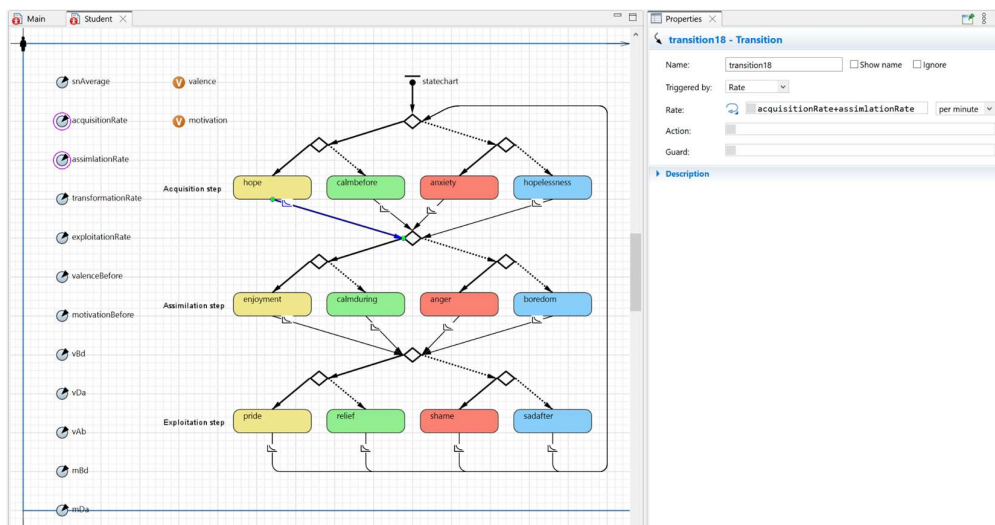 Main
Student
snAverage
valence
statechart
acquisitionRate
motivation
assimlationRate
Acquisition step
hope
calmbefore
anxiety
hopelessness
transformationRate
exploitationRate
valenceBefore
Assimilation step
enjoyment
calmduring
anger
boredom
motivationBefore
vBd
vDa
Exploitation step
pride
relief
shame
sadafter
vAb
mBd
mDa
Properties
transition18 - Transition
Name: transition18 Show name Ignore
Triggered by: Rate
Rate: acquisitionRate+assimlationRate per minute
Action:
Guard:
Description